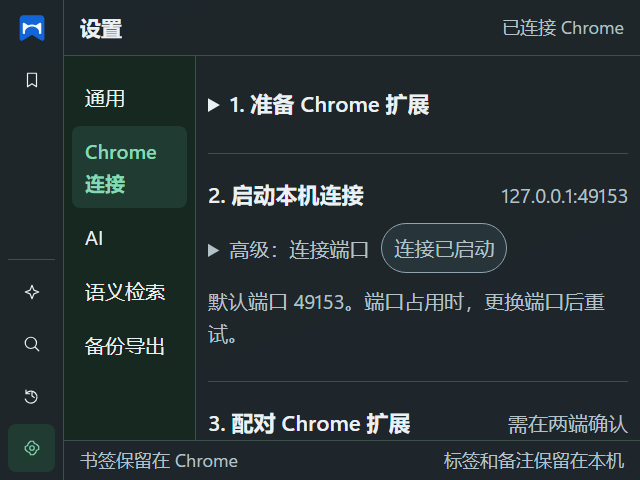 设置
已连接 Chrome
通用
Chrome
连接
AI
语义检索
备份导出
1. 准备 Chrome 扩展
2. 启动本机连接
127.0.0.1:49153
高级：连接端口
连接已启动
默认端口 49153。端口占用时，更换端口后重
试。
3. 配对 Chrome 扩展
需在两端确认
书签保留在 Chrome
标签和备注保留在本机